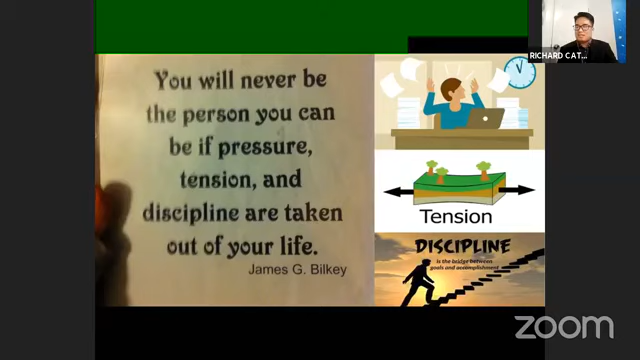 RICHARD CAT...
You will never be
the person you can
be if pressure,
tension, and
discipline are taken
out of your life.
James G. Bilkey
Tension
DISCIPLINE
is the bridge between
goals and accomplishment
zoom